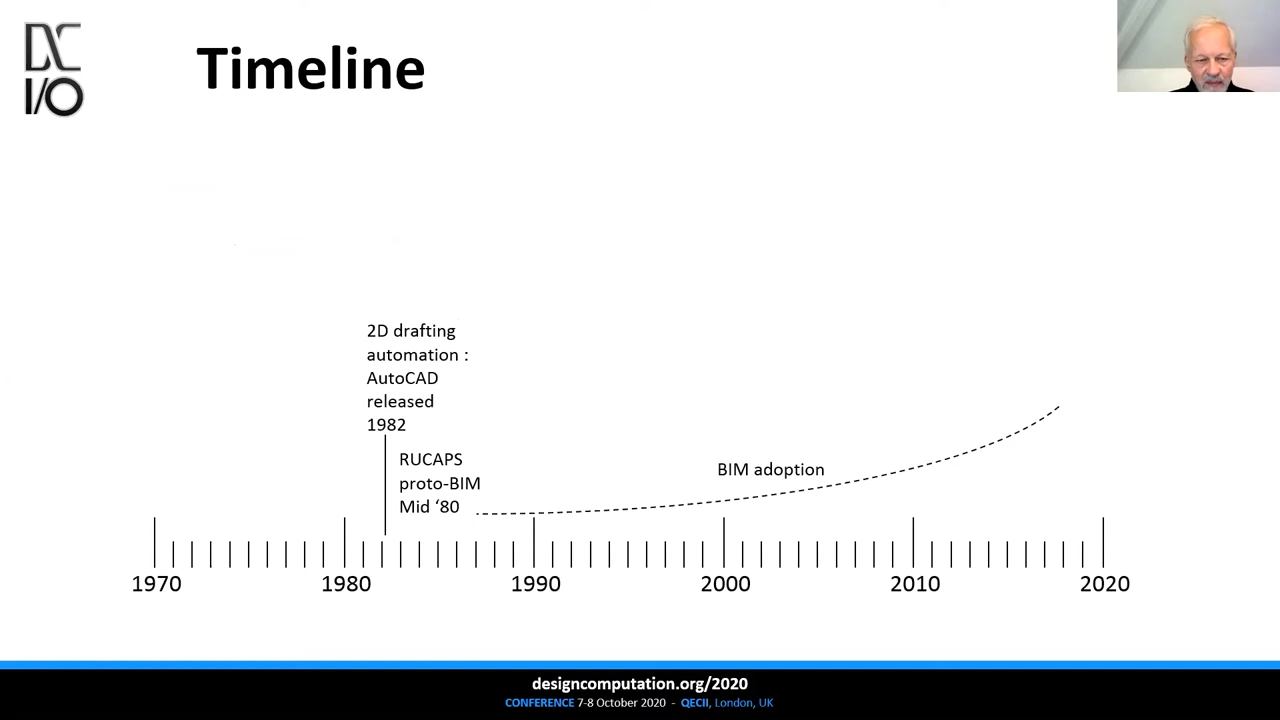 DC
I/O
Timeline
2D drafting
automation :
AutoCAD
released
1982
RUCAPS
proto-BIM
Mid ‘80
BIM adoption
1970 1980 1990 2000 2010 2020
designcomputation.org/2020
CONFERENCE 7-8 October 2020 - QECII, London, UK